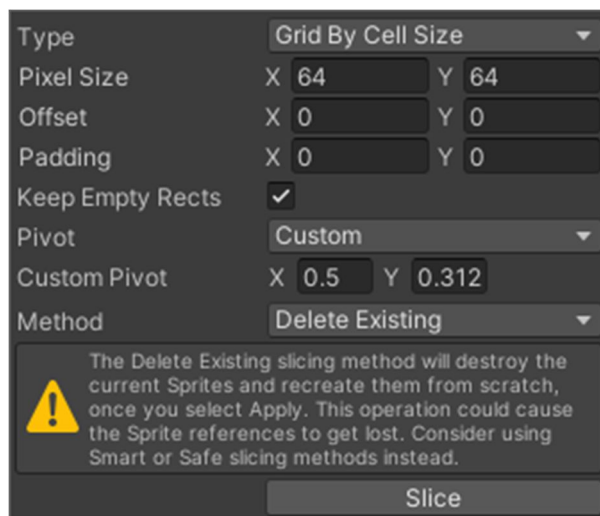 Type Grid By Cell Size
Pixel Size X 64 Y 64
Offset X 0 Y 0
Padding X 0 Y 0
Keep Empty Rects
Pivot Custom
Custom Pivot X 0.5 Y 0.312
Method Delete Existing
The Delete Existing slicing method will destroy the
current Sprites and recreate them from scratch,
once you select Apply. This operation could cause
the Sprite references to get lost. Consider using
Smart or Safe slicing methods instead.
Slice